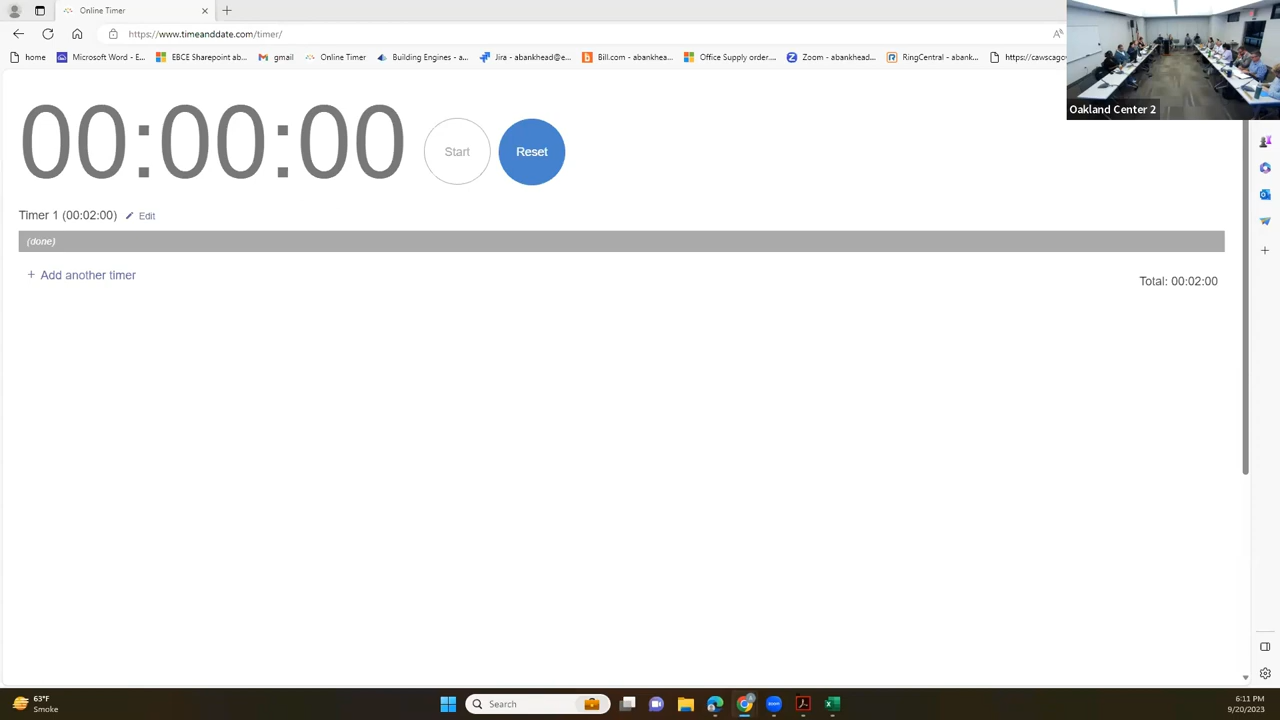 Online Timer
https://www.timeanddate.com/timer/
home
Microsoft Word - E...
EBCE Sharepoint ab...
gmail
Online Timer
Building Engines - a...
Jira - abankhead@e...
Bill.com - abankhea...
Office Supply order....
Zoom - abankhead...
RingCentral - abank...
https://cawscagov
Oakland Center 2
00:00:00
Start
Reset
Timer 1 (00:02:00)
Edit
(done)
+ Add another timer
Total: 00:02:00
63°F
Smoke
Search
6:11 PM
9/20/2023